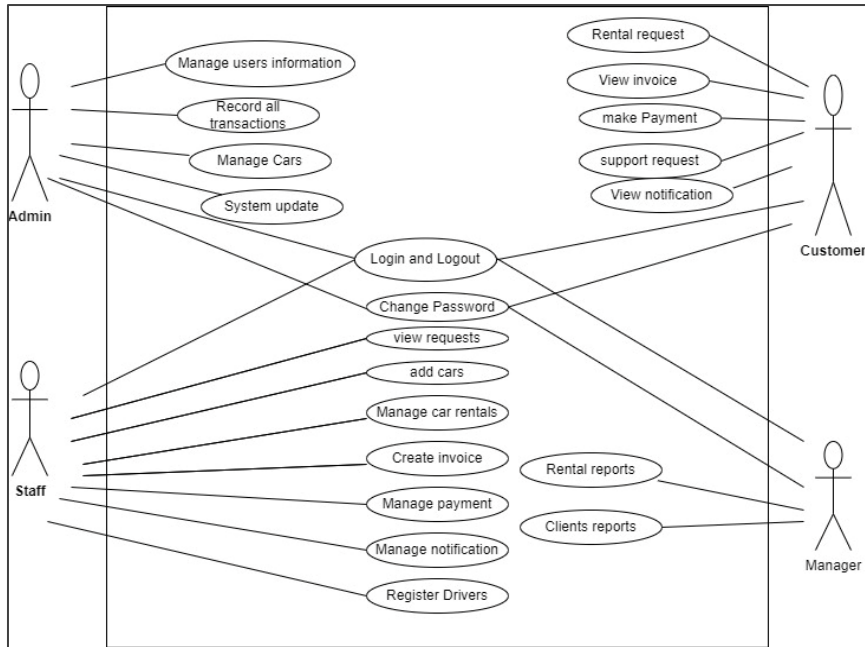 Rental request
Manage users information
View invoice
Record all
transactions
make Payment
Manage Cars
support request
System update
View notification
Admin
Customer
Login and Logout
Change Password
view requests
add cars
Manage car rentals
Create invoice
Rental reports
Staff
Manage payment
Clients reports
Manage notification
Manager
Register Drivers